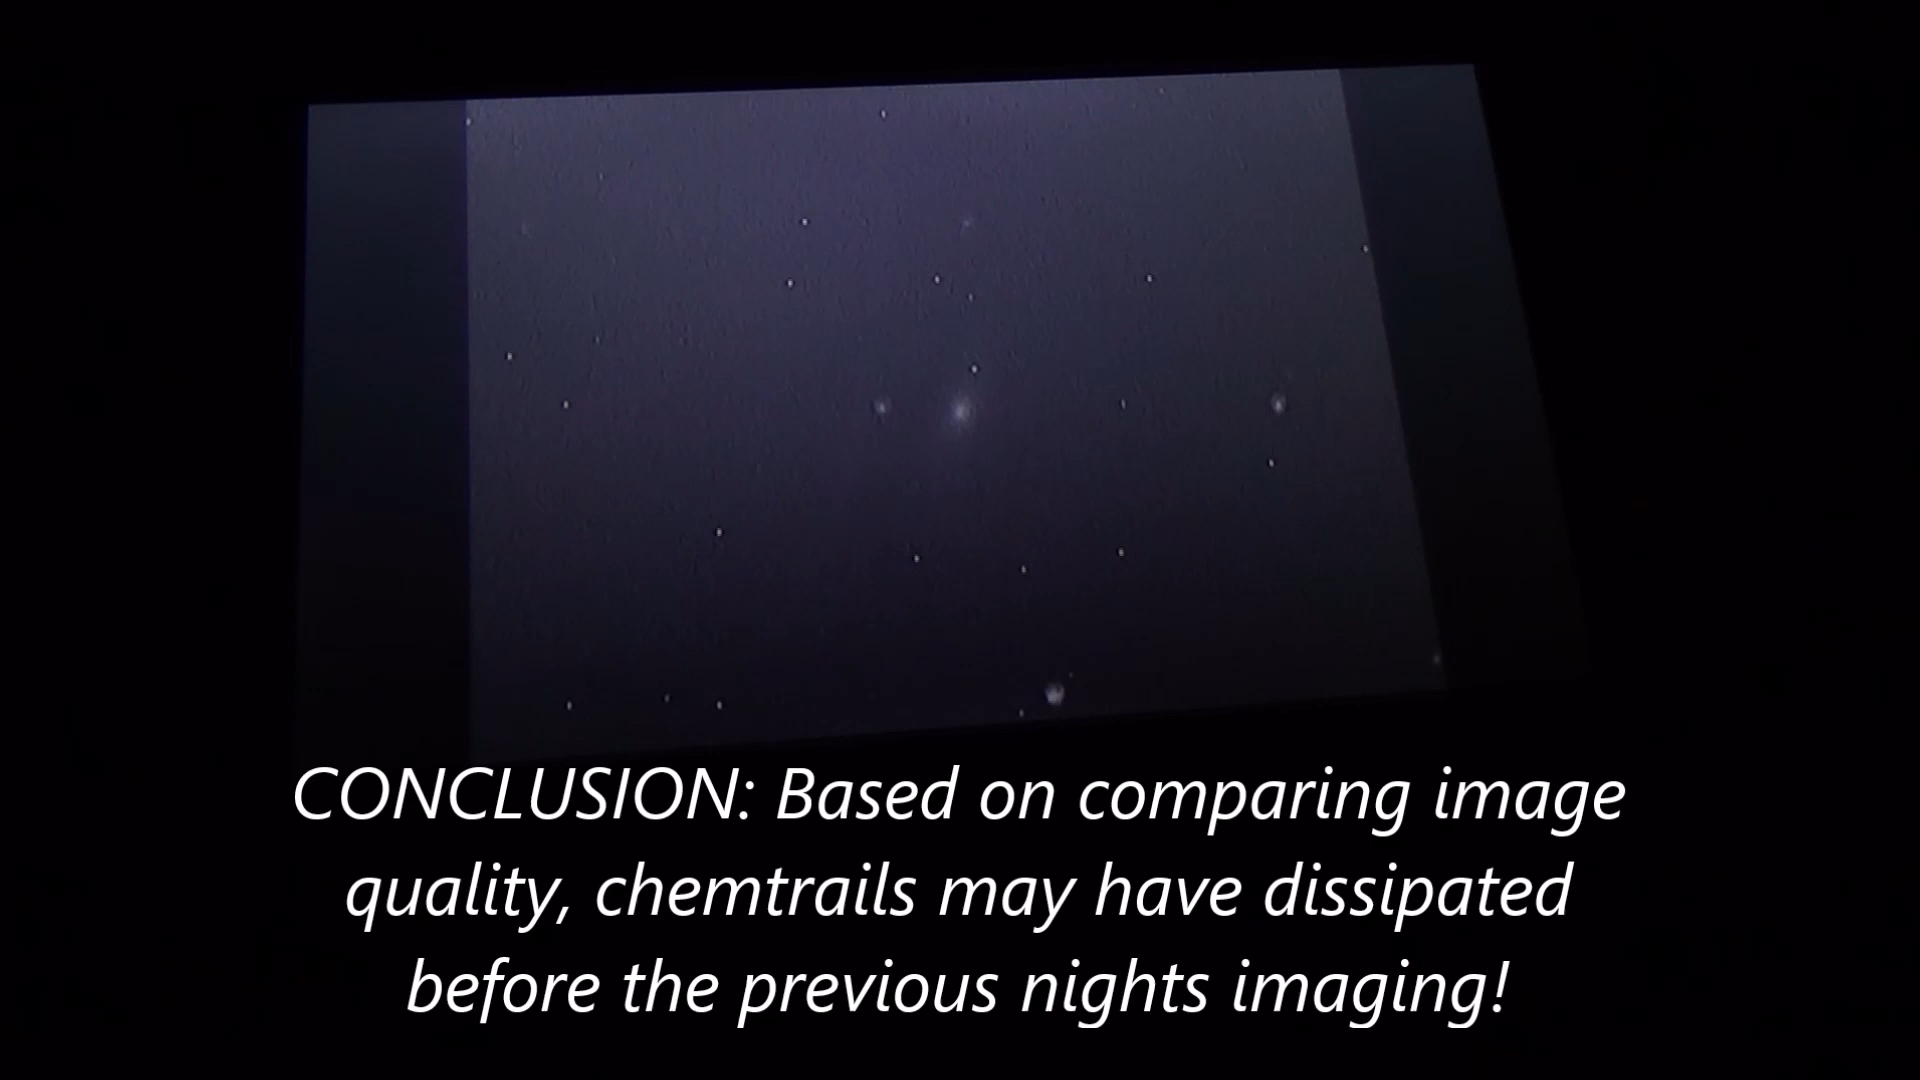 CONCLUSION: Based on comparing image
quality, chemtrails may have dissipated
before the previous nights imaging!